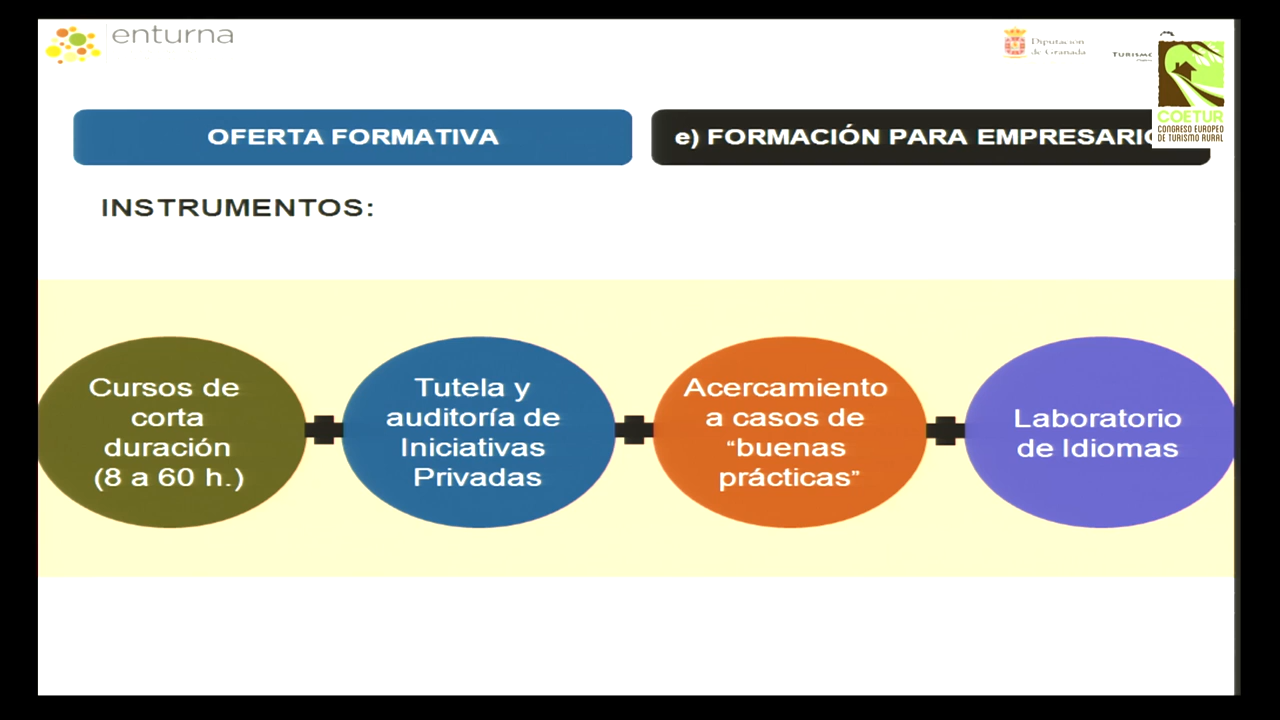 enturna
Diputación
de Granada
COETUR
CONGRESO EUROPEO
DE TURISMO RURAL
OFERTA FORMATIVA
e) FORMACIÓN PARA EMPRESARIO
INSTRUMENTOS:
Cursos de
corta
duración
(8 a 60 h.)
Tutela y
auditoría de
Iniciativas
Privadas
Acercamiento
a casos de
“buenas
prácticas”
Laboratorio
de Idiomas